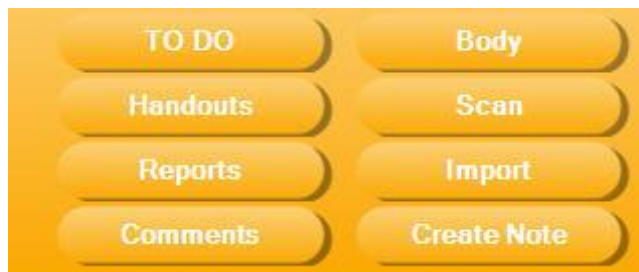 TO DO
Body
Handouts
Scan
Reports
Import
Comments
Create Note